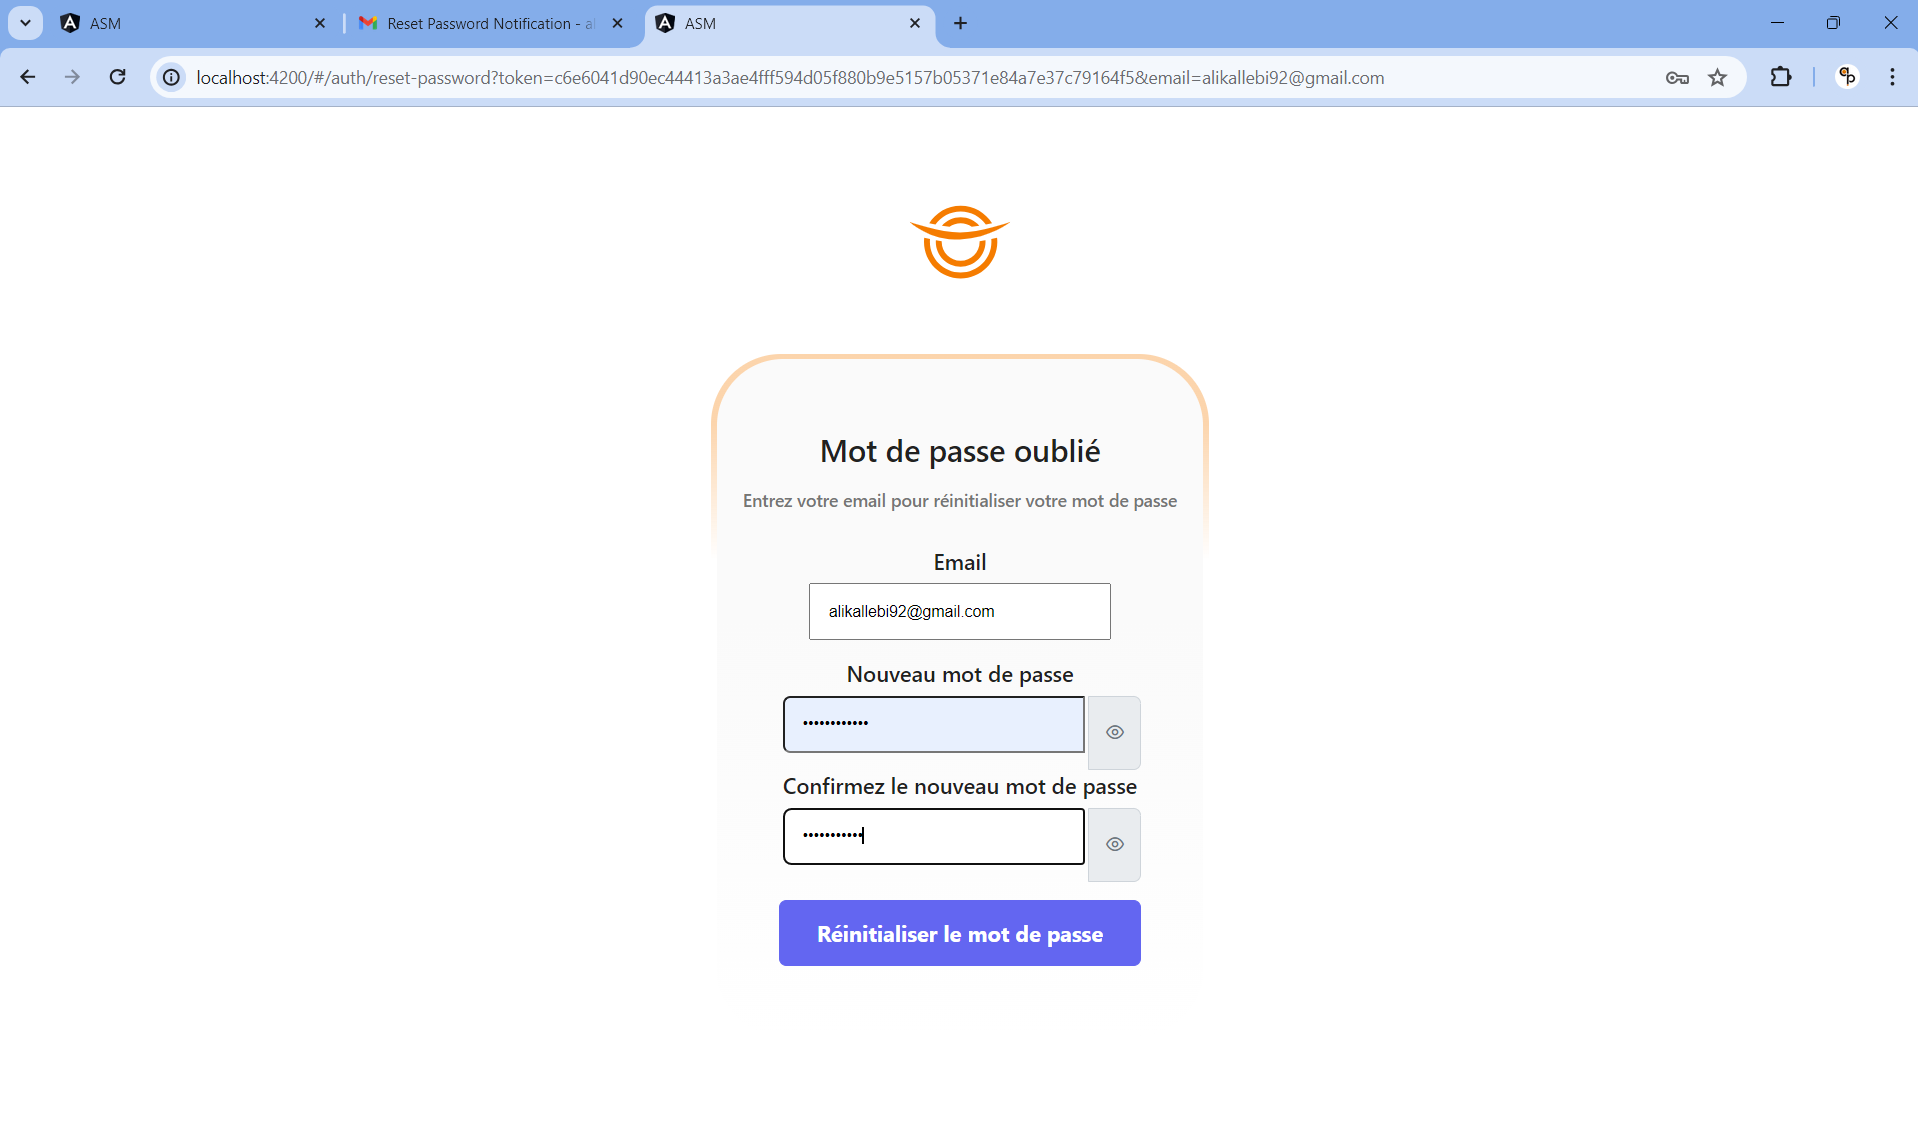 ASM
Reset Password Notification - al
ASM
localhost:4200/#/auth/reset-password?token=c6e6041d90ec44413a3ae4fff594d05f880b9e5157b05371e84a7e37c79164f5&email=alikallebi92@gmail.com
Mot de passe oublié
Entrez votre email pour réinitialiser votre mot de passe
Email
alikallebi92@gmail.com
Nouveau mot de passe
••••••••••••
Confirmez le nouveau mot de passe
•••••••••••
Réinitialiser le mot de passe